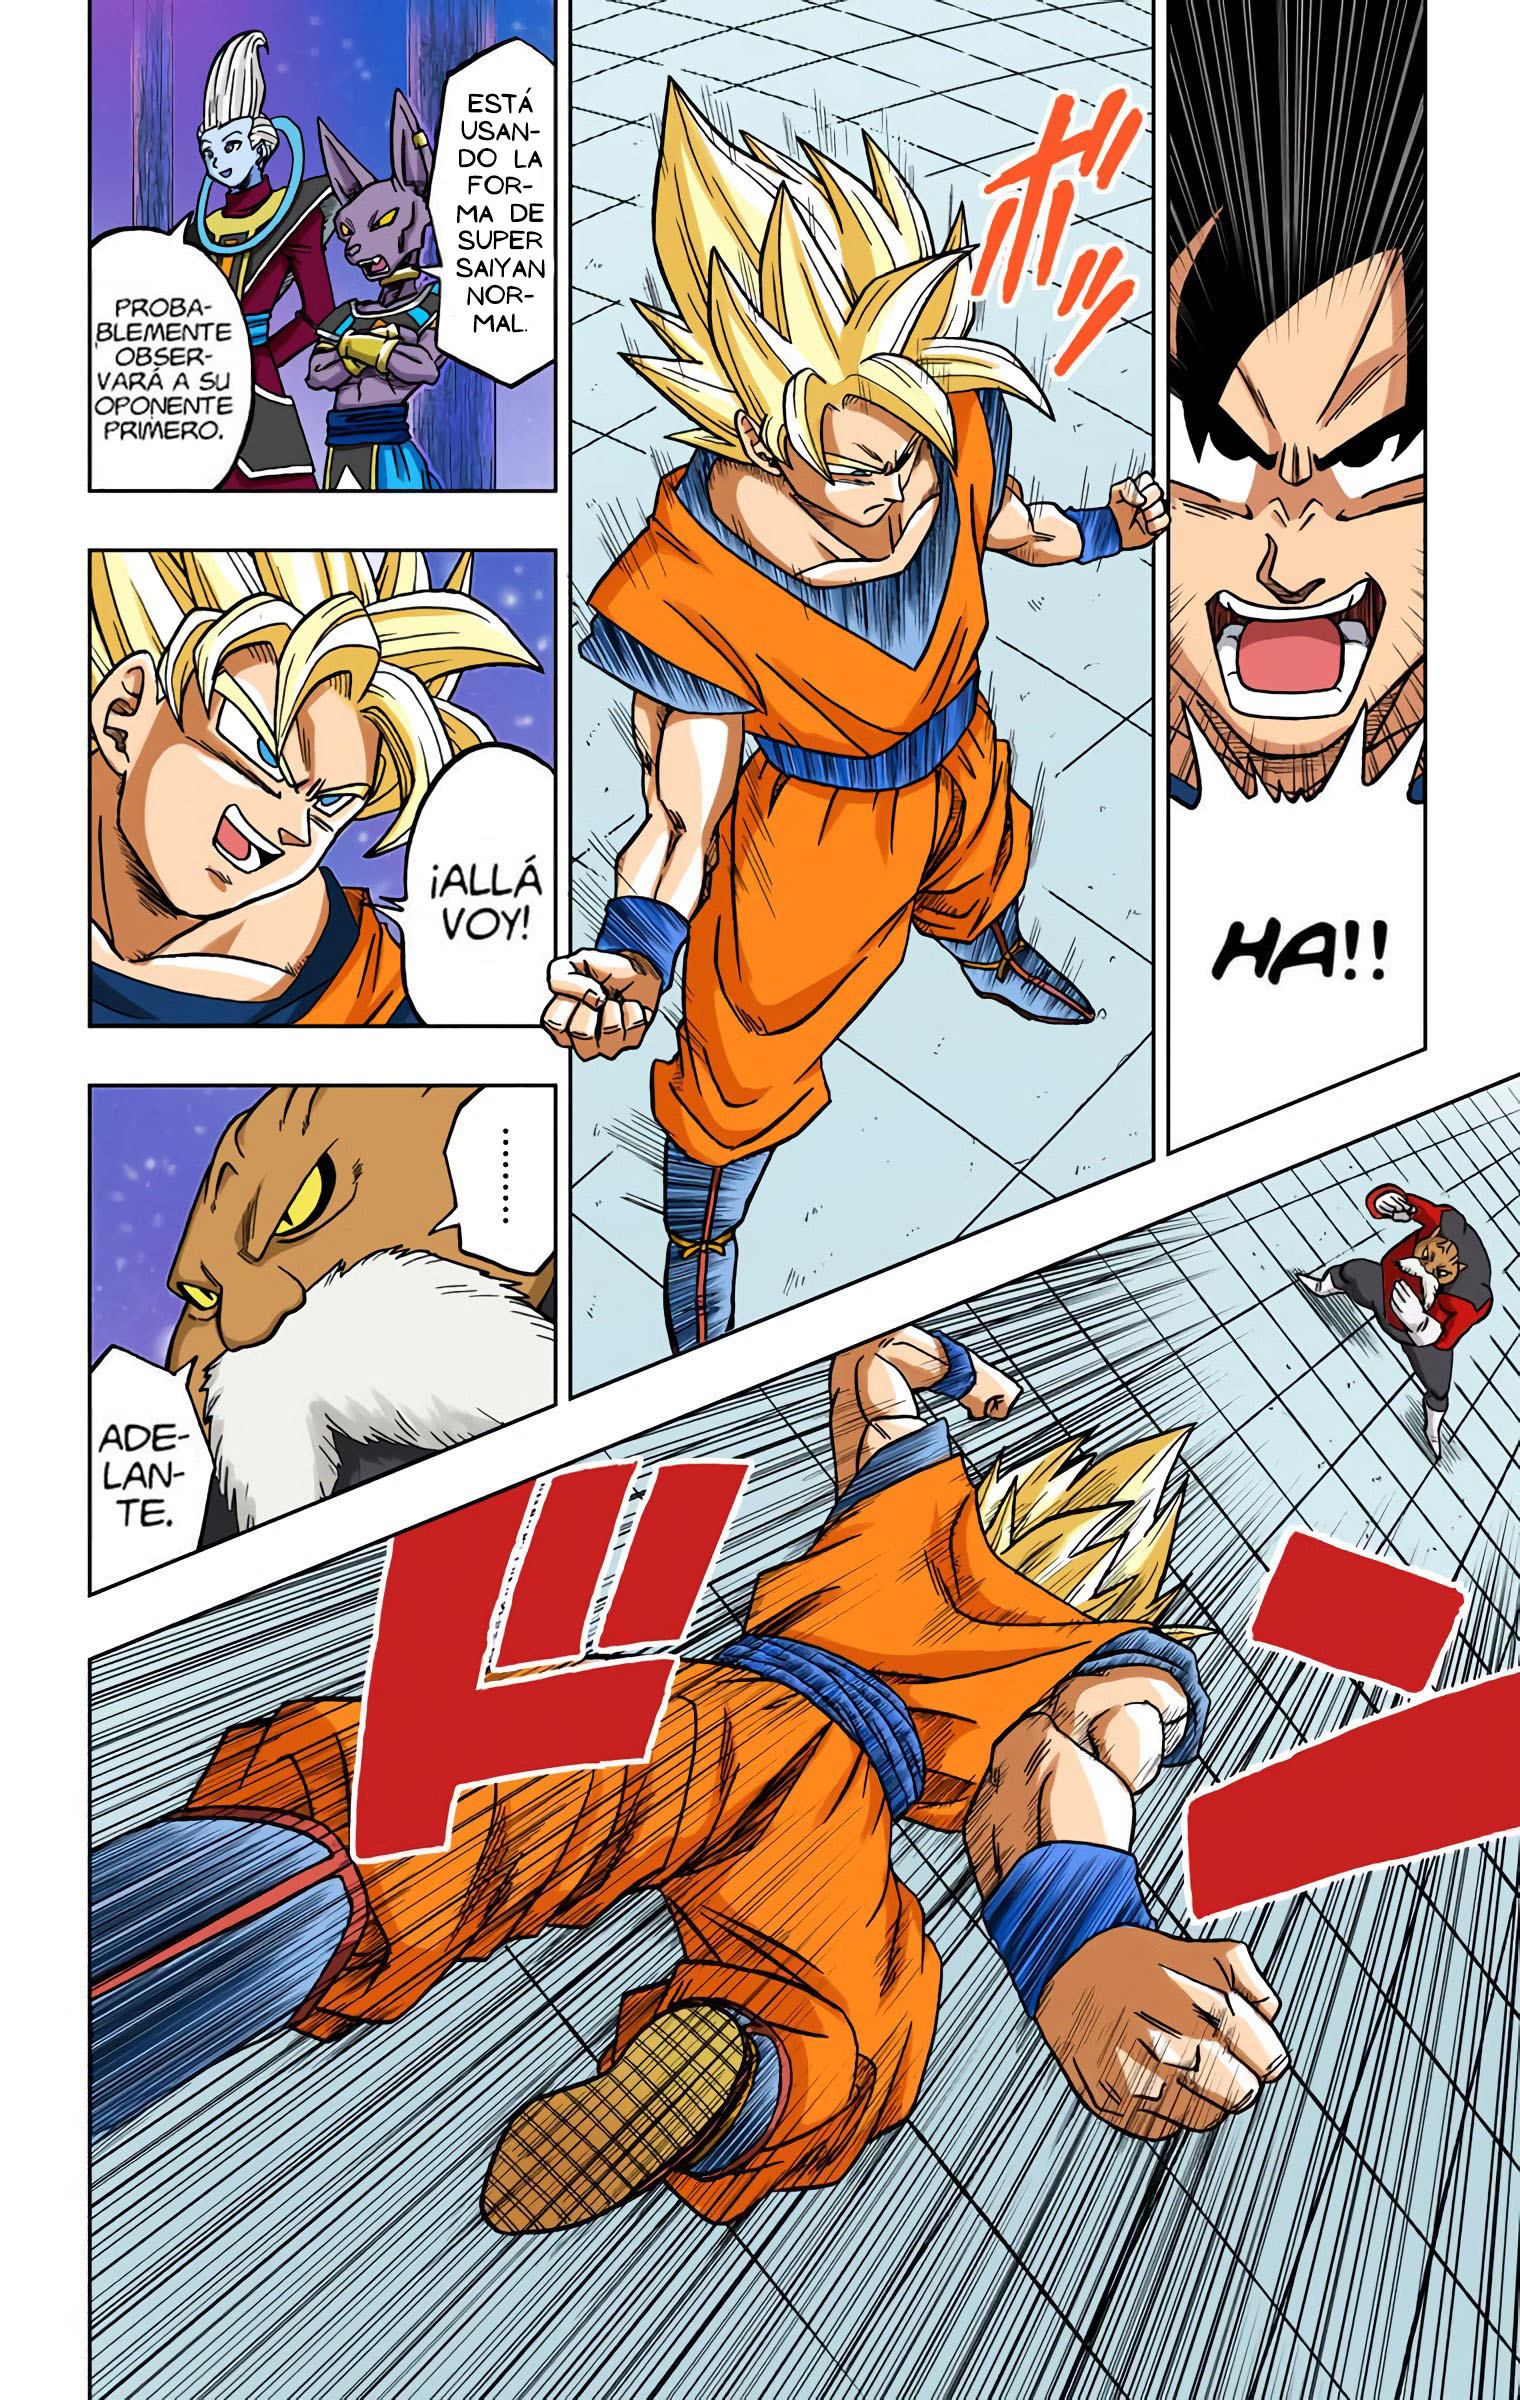 HA!!
ボッ
ESTÁ
USAN-
DO LA
FOR-
MA DE
SUPER
SAIYAN
NOR-
MAL.
PROBA-
BLEMENTE
OBSER-
VARÁ A SU
OPONENTE
PRIMERO.
¡ALLÁ
VOY!
........
ADE-
LAN-
TE.
ドン